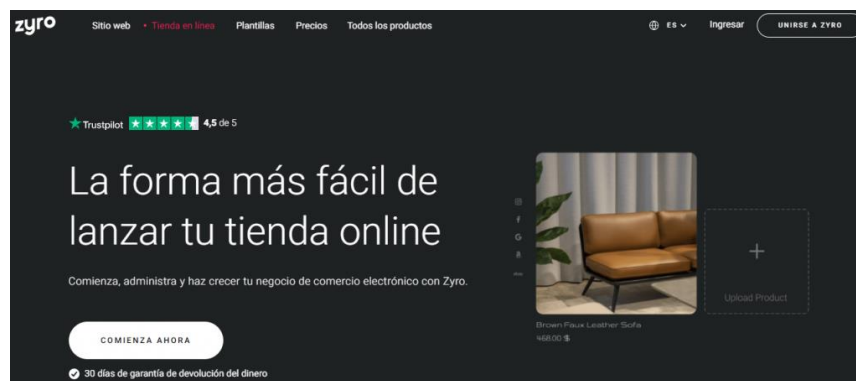 zyro
Sitio web • Tienda en línea Plantillas Precios Todos los productos ES Ingresar UNIRSE A ZYRO
Trustpilot 4,5 de 5
La forma más fácil de
lanzar tu tienda online
Comienza, administra y haz crecer tu negocio de comercio electrónico con Zyro.
COMIENZA AHORA
30 días de garantía de devolución del dinero
Upload Product
Brown Faux Leather Sofa
468.00 $